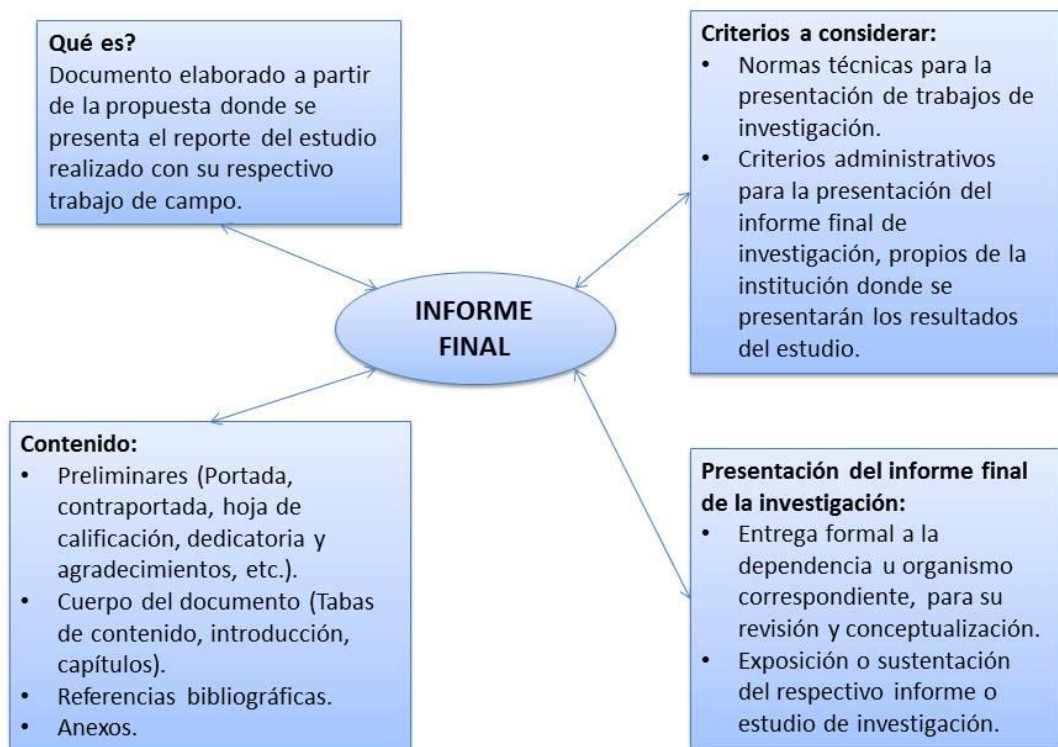 Qué es?
Documento elaborado a partir
de la propuesta donde se
presenta el reporte del estudio
realizado con su respectivo
trabajo de campo.
Criterios a considerar:
• Normas técnicas para la
presentación de trabajos de
investigación.
• Criterios administrativos
para la presentación del
informe final de
investigación, propios de la
institución donde se
presentarán los resultados
del estudio.
INFORME
FINAL
Contenido:
• Preliminares (Portada,
contraportada, hoja de
calificación, dedicatoria y
agradecimientos, etc.).
• Cuerpo del documento (Tabas
de contenido, introducción,
capítulos).
• Referencias bibliográficas.
• Anexos.
Presentación del informe final
de la investigación:
• Entrega formal a la
dependencia u organismo
correspondiente, para su
revisión y conceptualización.
• Exposición o sustentación
del respectivo informe o
estudio de investigación.